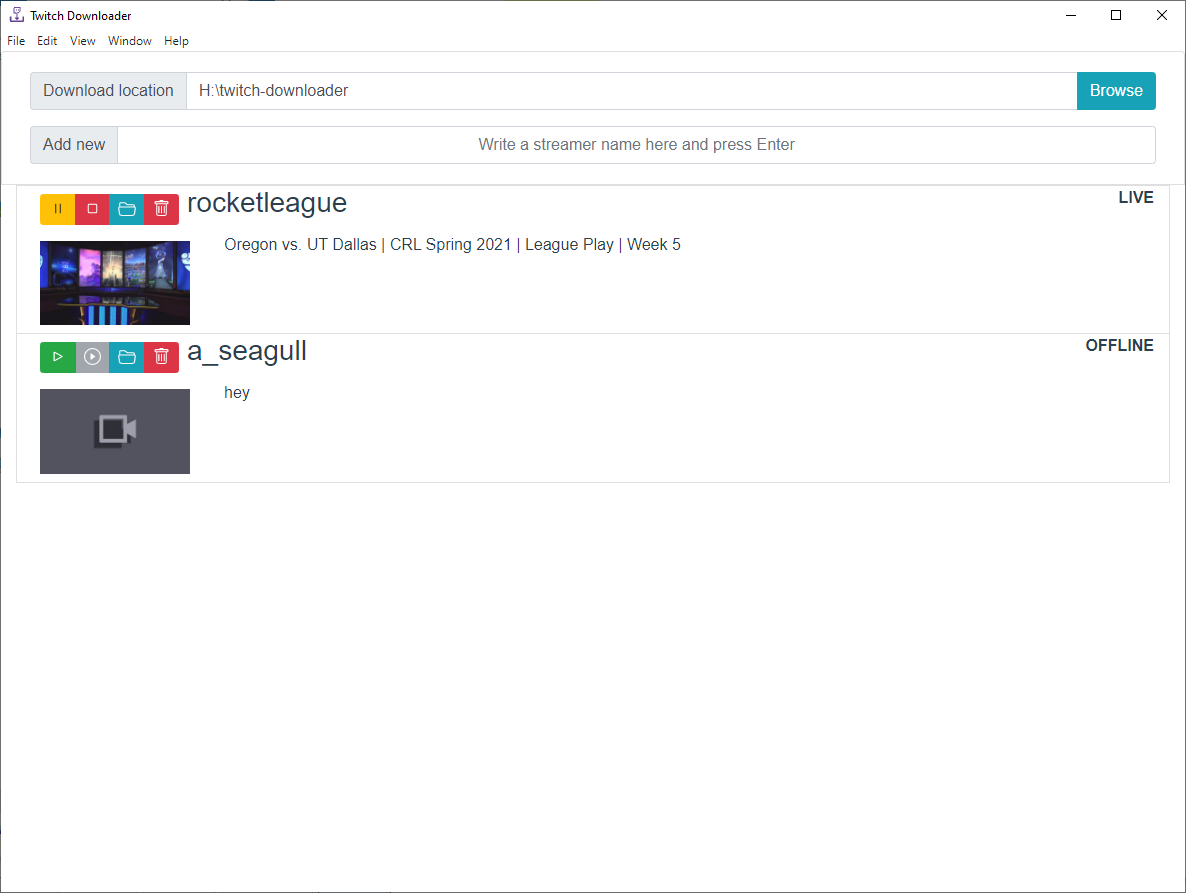 Twitch Downloader
File Edit View Window Help
Download location H:\twitch-downloader Browse
Add new Write a streamer name here and press Enter
rocketleague LIVE
Oregon vs. UT Dallas | CRL Spring 2021 | League Play | Week 5
a_seagull OFFLINE
hey